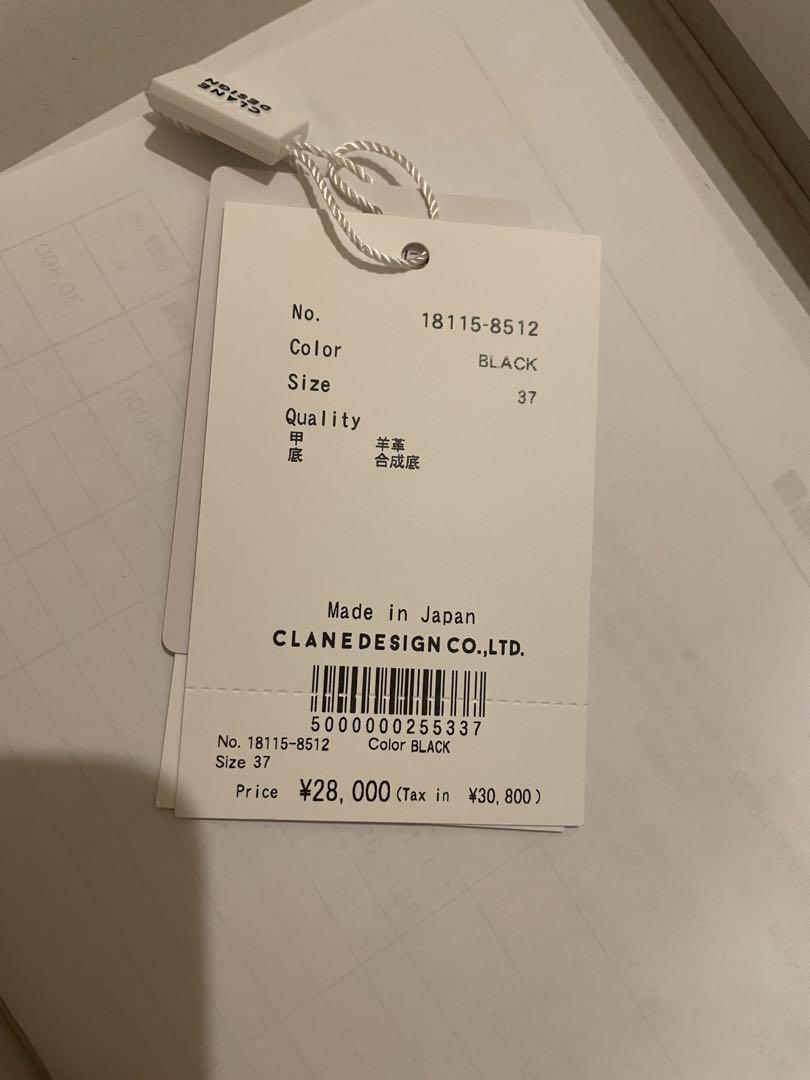 CLANE
DESIGN
No. 18115-8512
Color BLACK
Size 37
Quality
甲 羊革
底 合成底
Made in Japan
CLANEDESIGN CO.,LTD.
5000000255337
No. 18115-8512 Color BLACK
Size 37
Price ¥28,000 (Tax in ¥30,800)
30,800